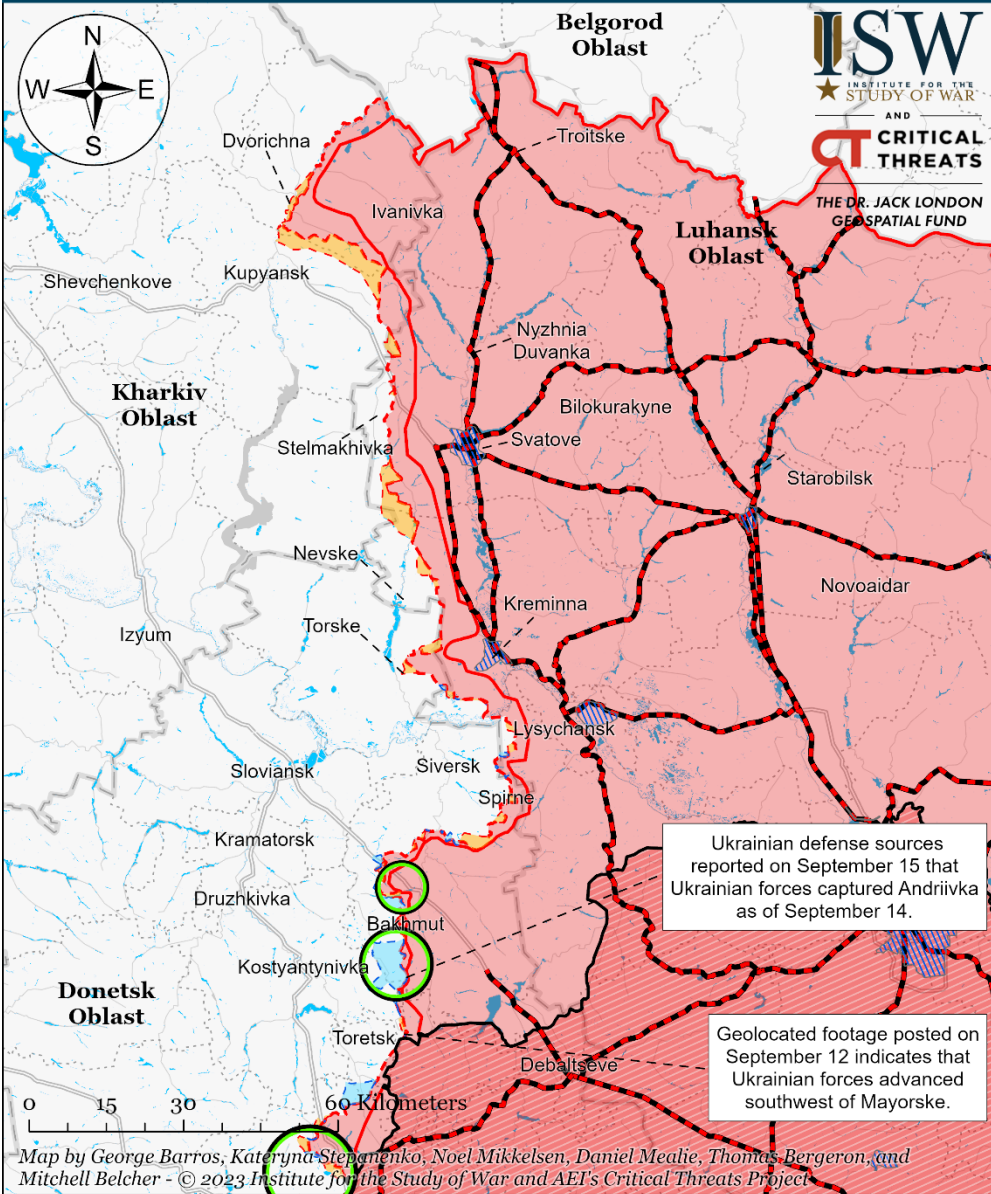 N
W
E
S
Belgorod
Oblast
ISW
INSTITUTE FOR THE
STUDY OF WAR
AND
CT CRITICAL
THREATS
THE DR. JACK LONDON
GEOSPATIAL FUND
Dvorichna
Troitske
Ivanivka
Luhansk
Oblast
Shevchenkove
Kupyansk
Nyzhnia
Duvanka
Kharkiv
Oblast
Bilokurakyne
Stelmakhivka
Svatove
Starobilsk
Nevske
Novoaidar
Kreminna
Torske
Izyum
Lysychansk
Sloviansk
Siversk
Spirne
Kramatorsk
Ukrainian defense sources
reported on September 15 that
Ukrainian forces captured Andriivka
as of September 14.
Druzhkivka
Bakhmut
Kostyantynivka
Donetsk
Oblast
Toretsk
Debaltseve
Geolocated footage posted on
September 12 indicates that
Ukrainian forces advanced
southwest of Mayorske.
0 15 30 60 Kilometers
Map by George Barros, Kateryna Stepanenko, Noel Mikkelsen, Daniel Mealie, Thomas Bergeron, and
Mitchell Belcher - © 2023 Institute for the Study of War and AEI's Critical Threats Project